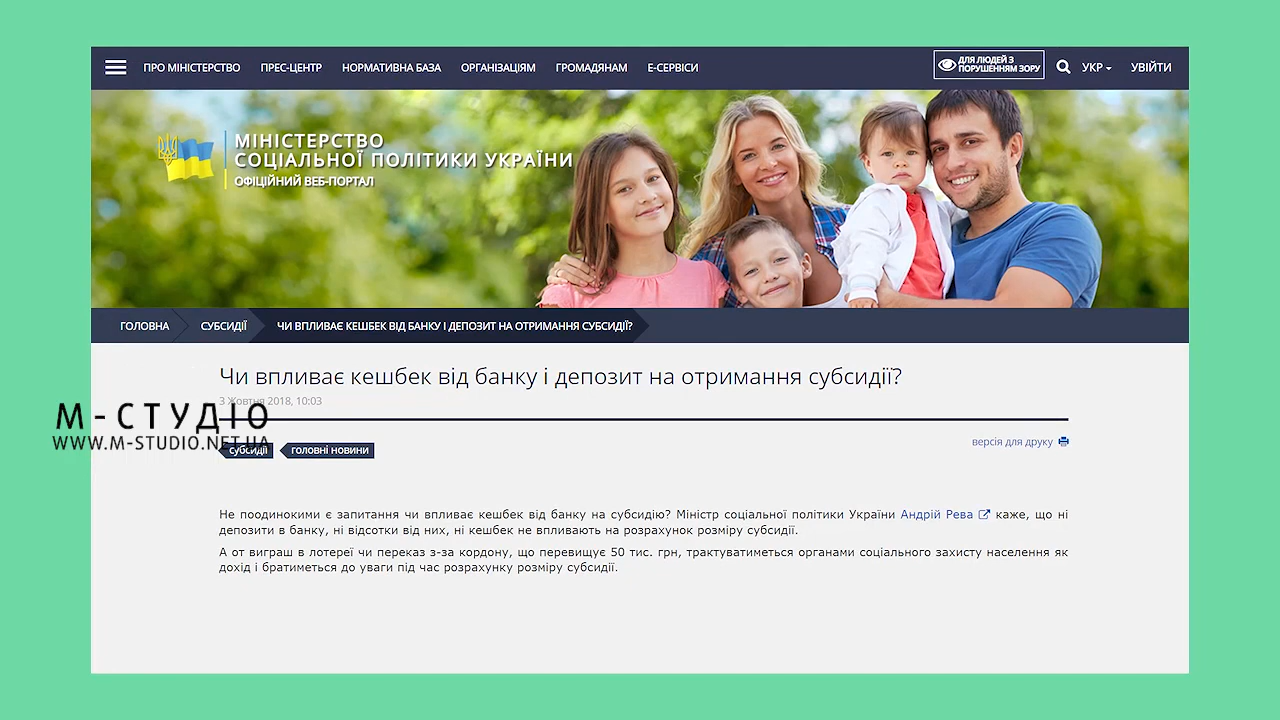 ПРО МІНІСТЕРСТВО ПРЕС-ЦЕНТР НОРМАТИВНА БАЗА ОРГАНІЗАЦІЯМ ГРОМАДЯНАМ Е-СЕРВІСИ ДЛЯ ЛЮДЕЙ З ПОРУШЕННЯМ ЗОРУ УКР УВІЙТИ
МІНІСТЕРСТВО
СОЦІАЛЬНОЇ ПОЛІТИКИ УКРАЇНИ
ОФІЦІЙНИЙ ВЕБ-ПОРТАЛ
ГОЛОВНА СУБСИДІЇ ЧИ ВПЛИВАЄ КЕШБЕК ВІД БАНКУ І ДЕПОЗИТ НА ОТРИМАННЯ СУБСИДІЇ?
Чи впливає кешбек від банку і депозит на отримання субсидії?
3 Жовтня 2018, 10:03
М-СТУДІО
WWW.M-STUDIO.NET.UA
субсидії головні новини версія для друку
Не поодинокими є запитання чи впливає кешбек від банку на субсидію? Міністр соціальної політики України Андрій Рева каже, що ні
депозити в банку, ні відсотки від них, ні кешбек не впливають на розрахунок розміру субсидії.
А от виграш в лотереї чи переказ з-за кордону, що перевищує 50 тис. грн, трактуватиметься органами соціального захисту населення як
дохід і братиметься до уваги під час розрахунку розміру субсидії.